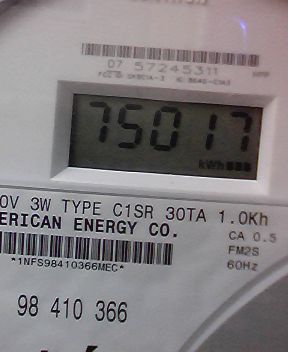 D7 57245311
75017
kWh
0V 3W TYPE C1SR 30TA 1.0Kh
ERICAN ENERGY CO.
CA 0.5
FM2S
*1NFS98410366MEC*
60Hz
98 410 366